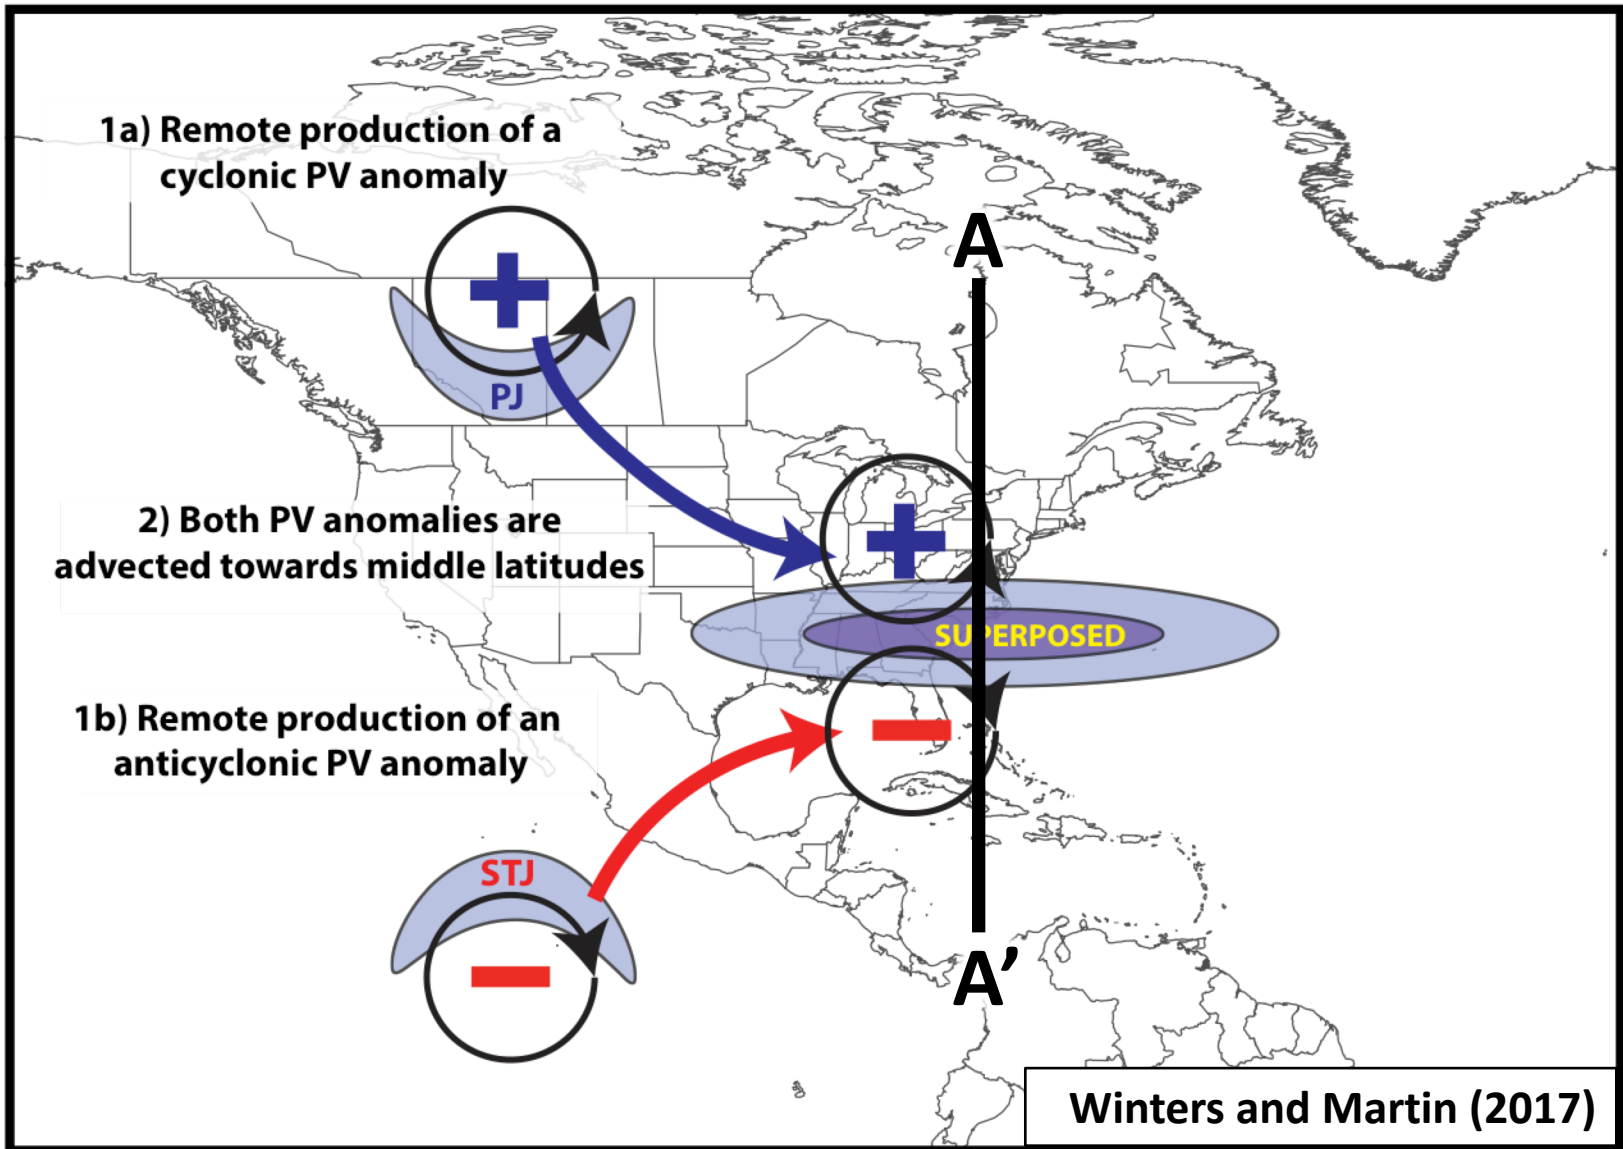 1a) Remote production of a
cyclonic PV anomaly
A
PJ
2) Both PV anomalies are
advected towards middle latitudes
SUPERPOSED
1b) Remote production of an
anticyclonic PV anomaly
STJ
A’
Winters and Martin (2017)